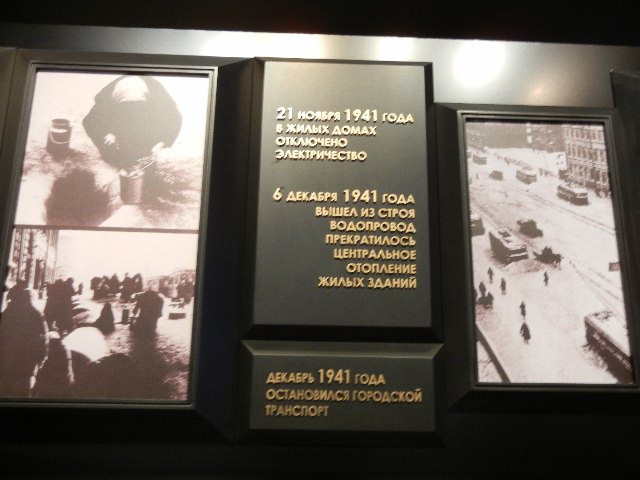 21 НОЯБРЯ 1941 ГОДА
В ЖИЛЫХ ДОМАХ
ОТКЛЮЧЕНО
ЭЛЕКТРИЧЕСТВО
6 ДЕКАБРЯ 1941 ГОДА
ВЫШЕЛ ИЗ СТРОЯ
ВОДОПРОВОД
ПРЕКРАТИЛОСЬ
ЦЕНТРАЛЬНОЕ
ОТОПЛЕНИЕ
ЖИЛЫХ ЗДАНИЙ
ДЕКАБРЬ 1941 ГОДА
ОСТАНОВИЛСЯ ГОРОДСКОЙ
ТРАНСПОРТ